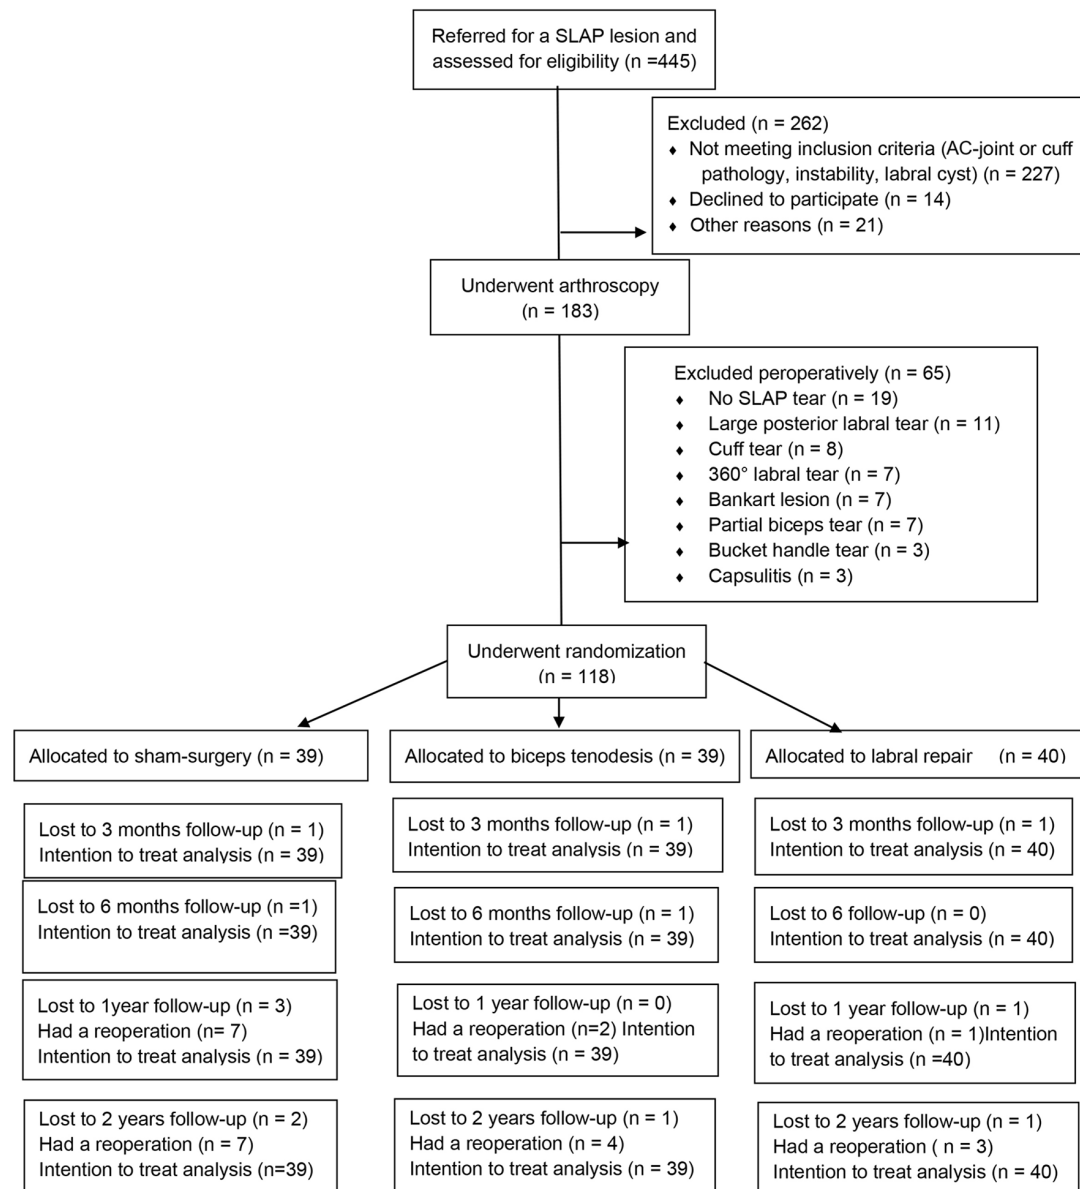 Referred for a SLAP lesion and
assessed for eligibility (n =445)
Excluded (n = 262)
♦ Not meeting inclusion criteria (AC-joint or cuff
pathology, instability, labral cyst) (n = 227)
♦ Declined to participate (n = 14)
♦ Other reasons (n = 21)
Underwent arthroscopy
(n = 183)
Excluded peroperatively (n = 65)
♦ No SLAP tear (n = 19)
♦ Large posterior labral tear (n = 11)
♦ Cuff tear (n = 8)
♦ 360° labral tear (n = 7)
♦ Bankart lesion (n = 7)
♦ Partial biceps tear (n = 7)
♦ Bucket handle tear (n = 3)
♦ Capsulitis (n = 3)
Underwent randomization
(n = 118)
Allocated to sham-surgery (n = 39)
Allocated to biceps tenodesis (n = 39)
Allocated to labral repair (n = 40)
Lost to 3 months follow-up (n = 1)
Intention to treat analysis (n = 39)
Lost to 3 months follow-up (n = 1)
Intention to treat analysis (n = 39)
Lost to 3 months follow-up (n = 1)
Intention to treat analysis (n = 40)
Lost to 6 months follow-up (n =1)
Intention to treat analysis (n =39)
Lost to 6 months follow-up (n = 1)
Intention to treat analysis (n = 39)
Lost to 6 follow-up (n = 0)
Intention to treat analysis (n = 40)
Lost to 1year follow-up (n = 3)
Had a reoperation (n= 7)
Intention to treat analysis (n = 39)
Lost to 1 year follow-up (n = 0)
Had a reoperation (n=2) Intention
to treat analysis (n = 39)
Lost to 1 year follow-up (n = 1)
Had a reoperation (n = 1)Intention
to treat analysis (n =40)
Lost to 2 years follow-up (n = 2)
Had a reoperation (n = 7)
Intention to treat analysis (n=39)
Lost to 2 years follow-up (n = 1)
Had a reoperation (n = 4)
Intention to treat analysis (n = 39)
Lost to 2 years follow-up (n = 1)
Had a reoperation ( n = 3)
Intention to treat analysis (n = 40)